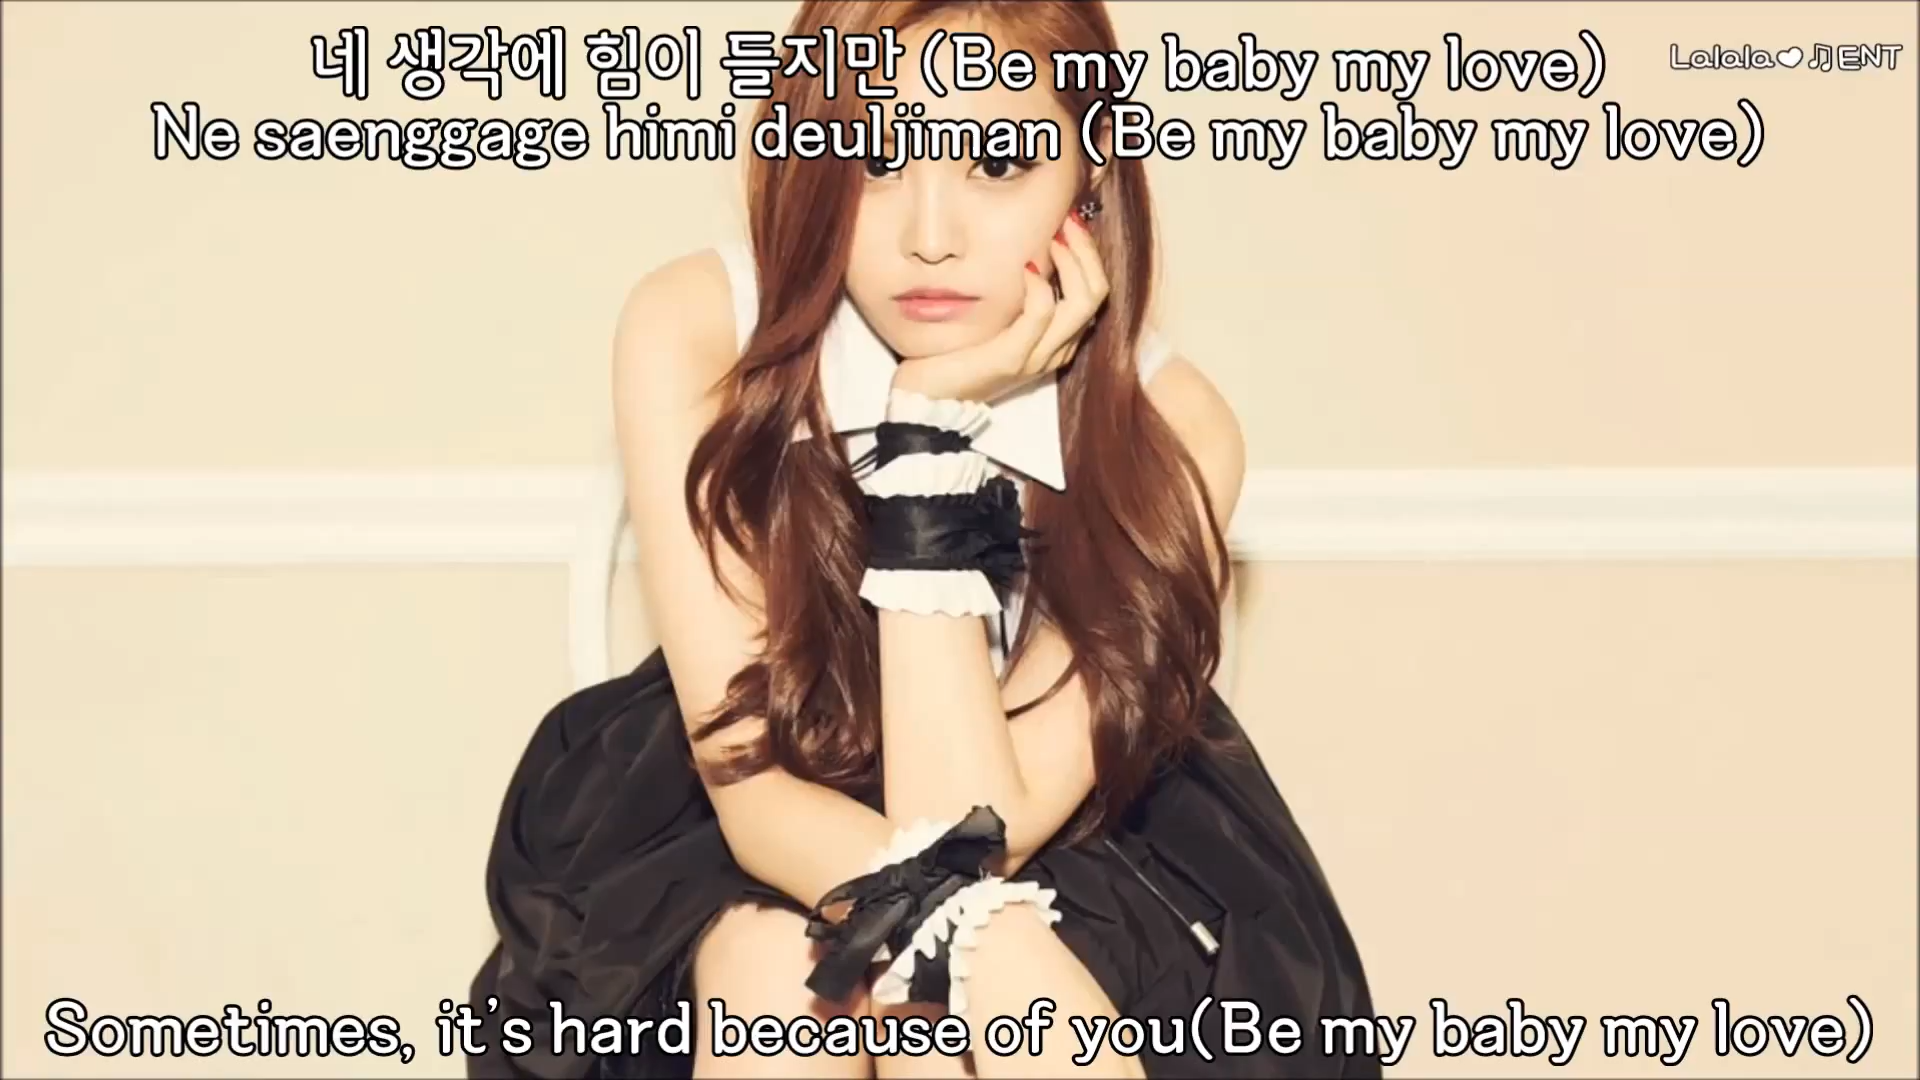 네 생각에 힘이 들지만 (Be my baby my love)
Lalala♥♫ENT
Ne saenggage himi deuljiman (Be my baby my love)
Sometimes, it's hard because of you(Be my baby my love)